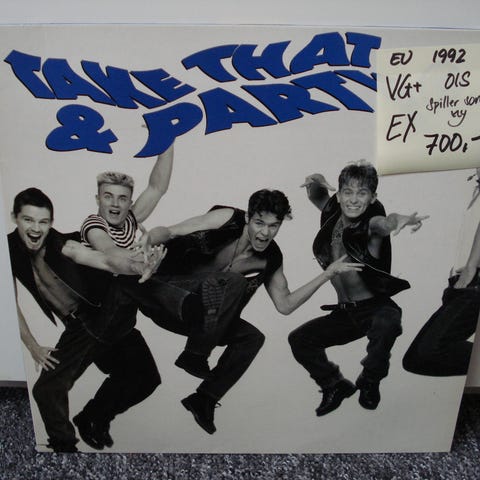 TAKE THAT
& PARTY
EU 1992
VG+ OIS
Spiller som
ny
EX 700,-